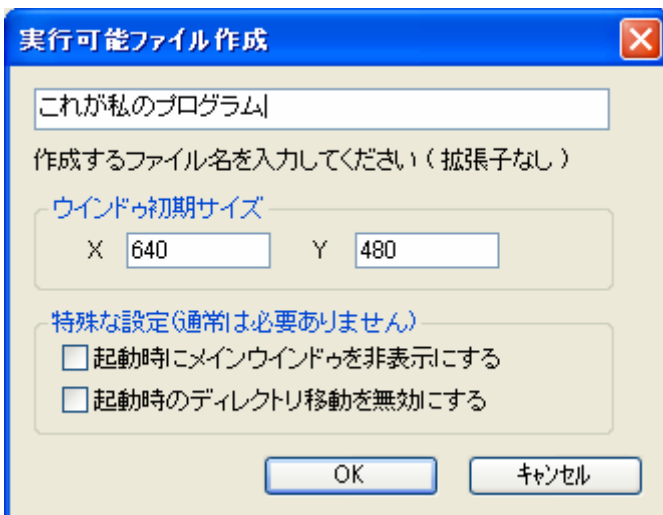 実行可能ファイル作成
これが私のプログラム
作成するファイル名を入力してください(拡張子なし)
ウインドゥ初期サイズ
X 640 Y 480
特殊な設定(通常は必要ありません)
起動時にメインウインドゥを非表示にする
起動時のディレクトリ移動を無効にする
OK キャンセル